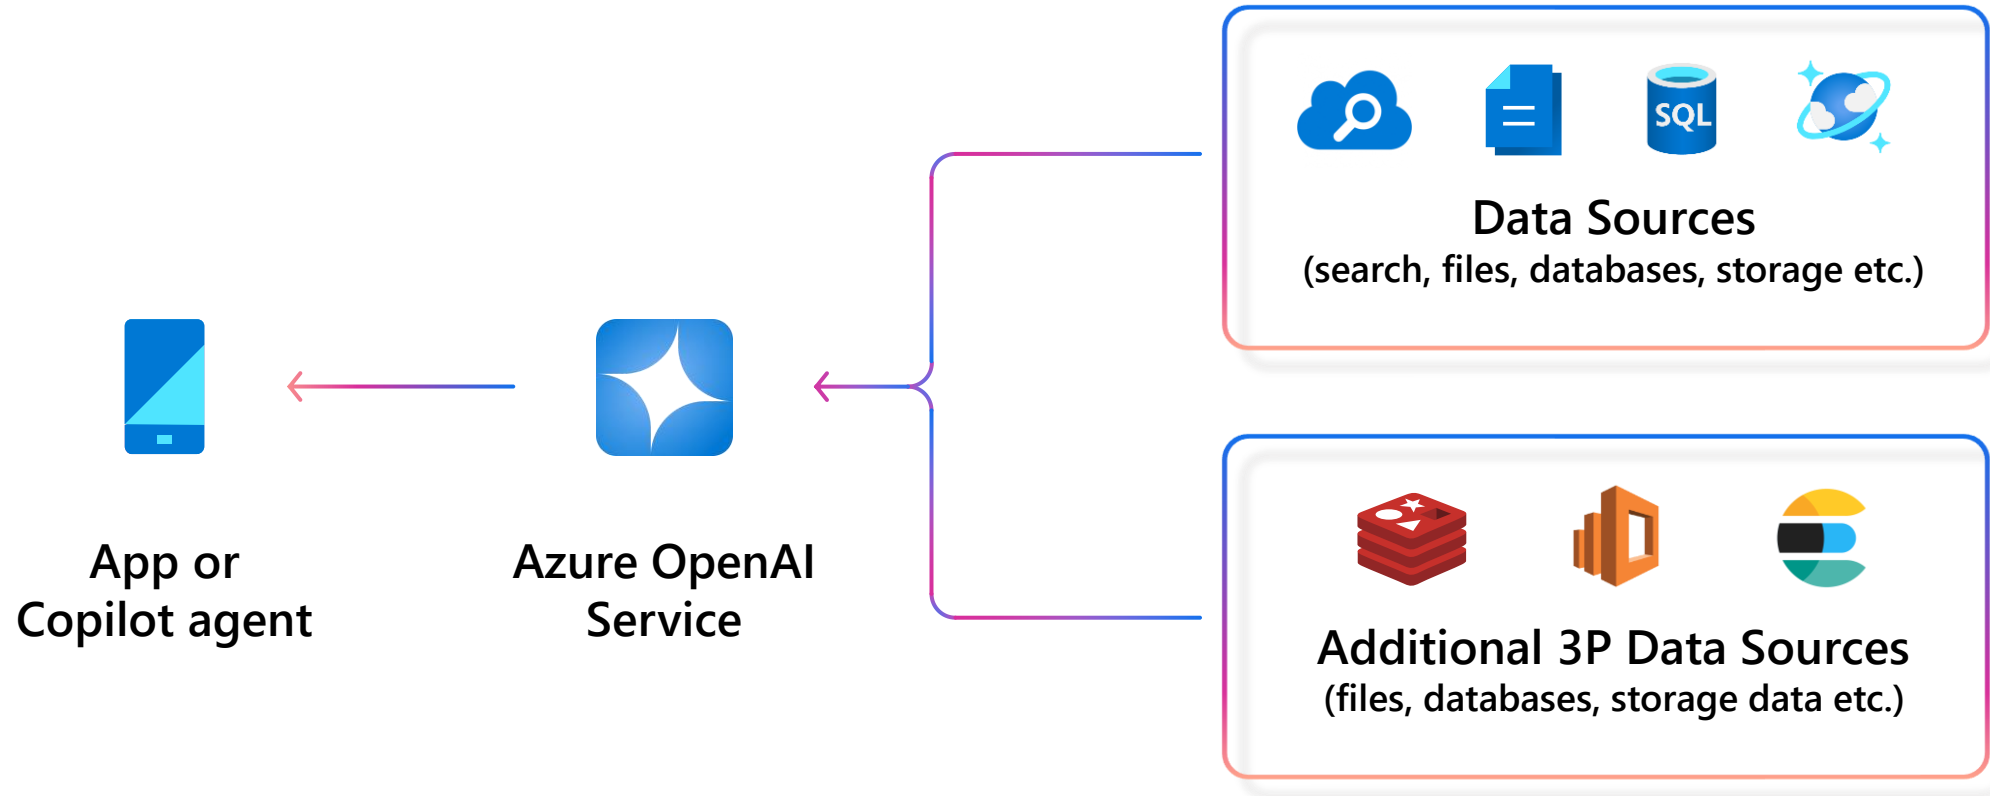 SQL
Data Sources
(search, files, databases, storage etc.)
App or
Copilot agent
Azure OpenAI
Service
Additional 3P Data Sources
(files, databases, storage data etc.)